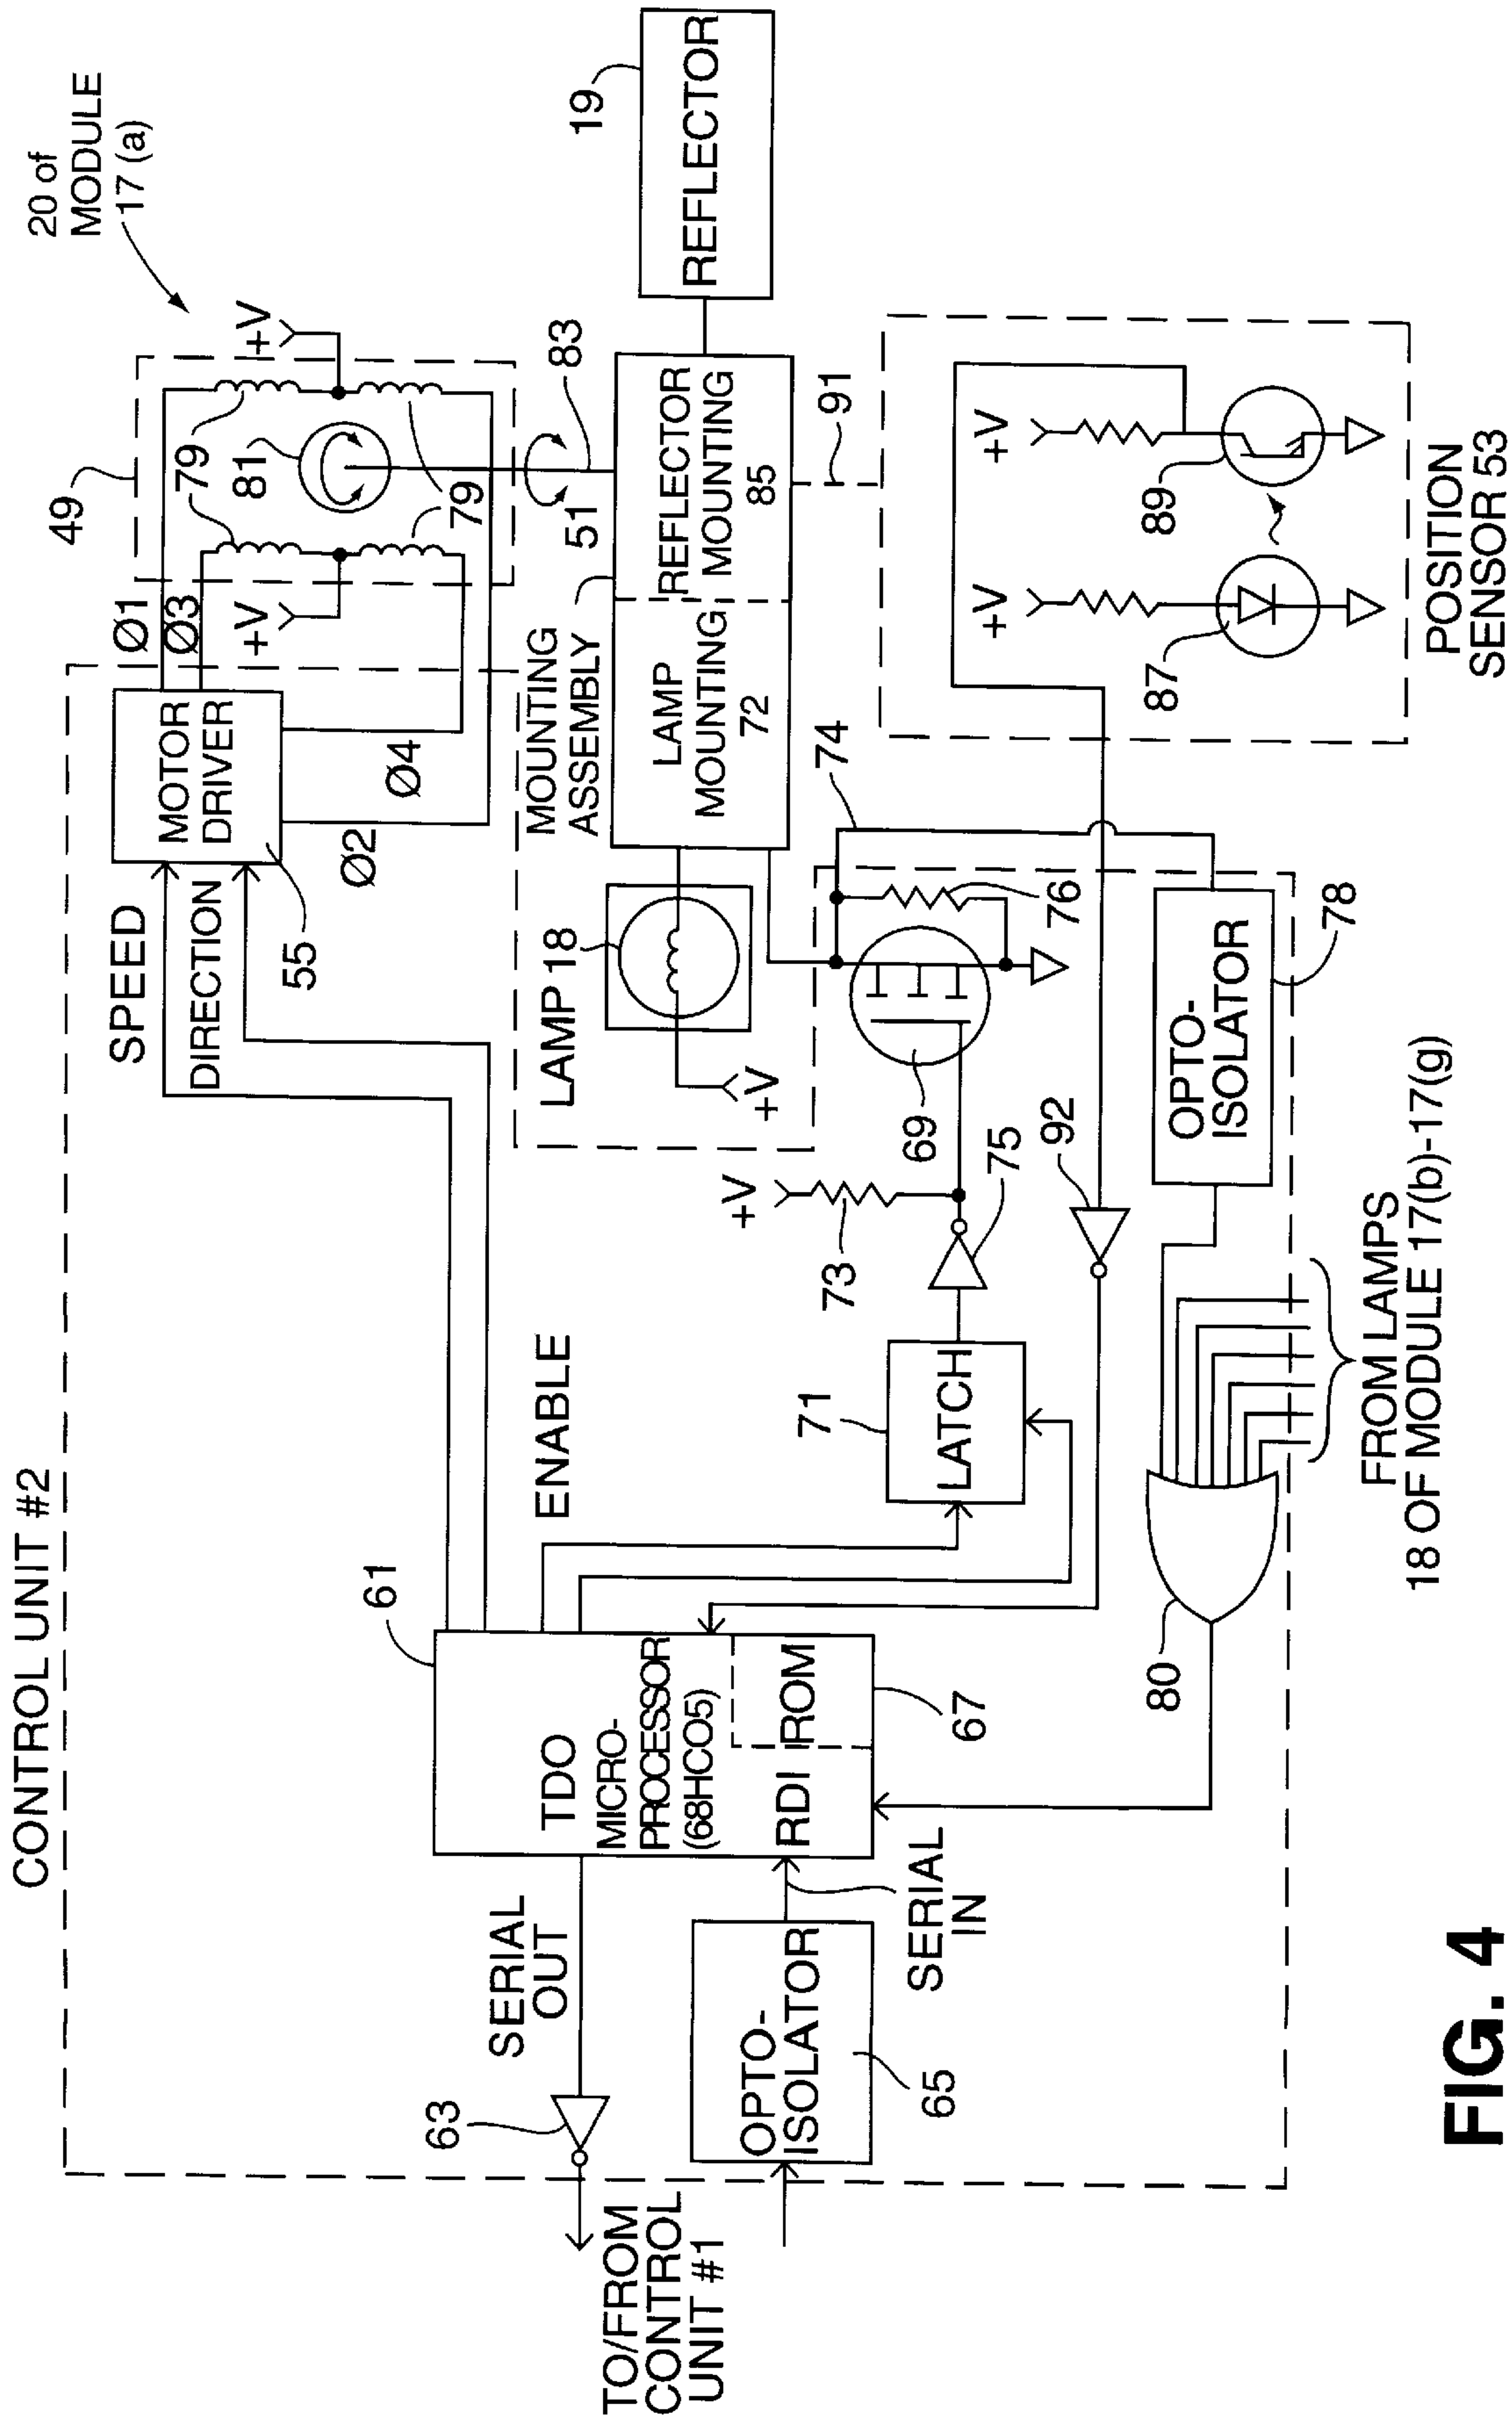 CONTROL UNIT #2
20 of
MODULE
17 (a)
TO/FROM
CONTROL
UNIT #1
63
SERIAL
OUT
OPTO-
ISOLATOR
65
SERIAL
IN
61
TDO
MICRO-
PROCESSOR
(68HCO5)
RDI
ROM
67
SPEED
DIRECTION
ENABLE
MOTOR
DRIVER
55
Ø1
Ø3
Ø4
Ø2
49
79
79
79
81
+V
+V
83
MOUNTING
ASSEMBLY
51
LAMP
MOUNTING
72
REFLECTOR
MOUNTING
85
19
REFLECTOR
LAMP 18
+V
71
LATCH
+V
73
75
69
74
76
92
91
+V
+V
87
89
POSITION
SENSOR 53
OPTO-
ISOLATOR
78
80
FROM LAMPS
18 OF MODULE 17(b)-17(g)
FIG. 4